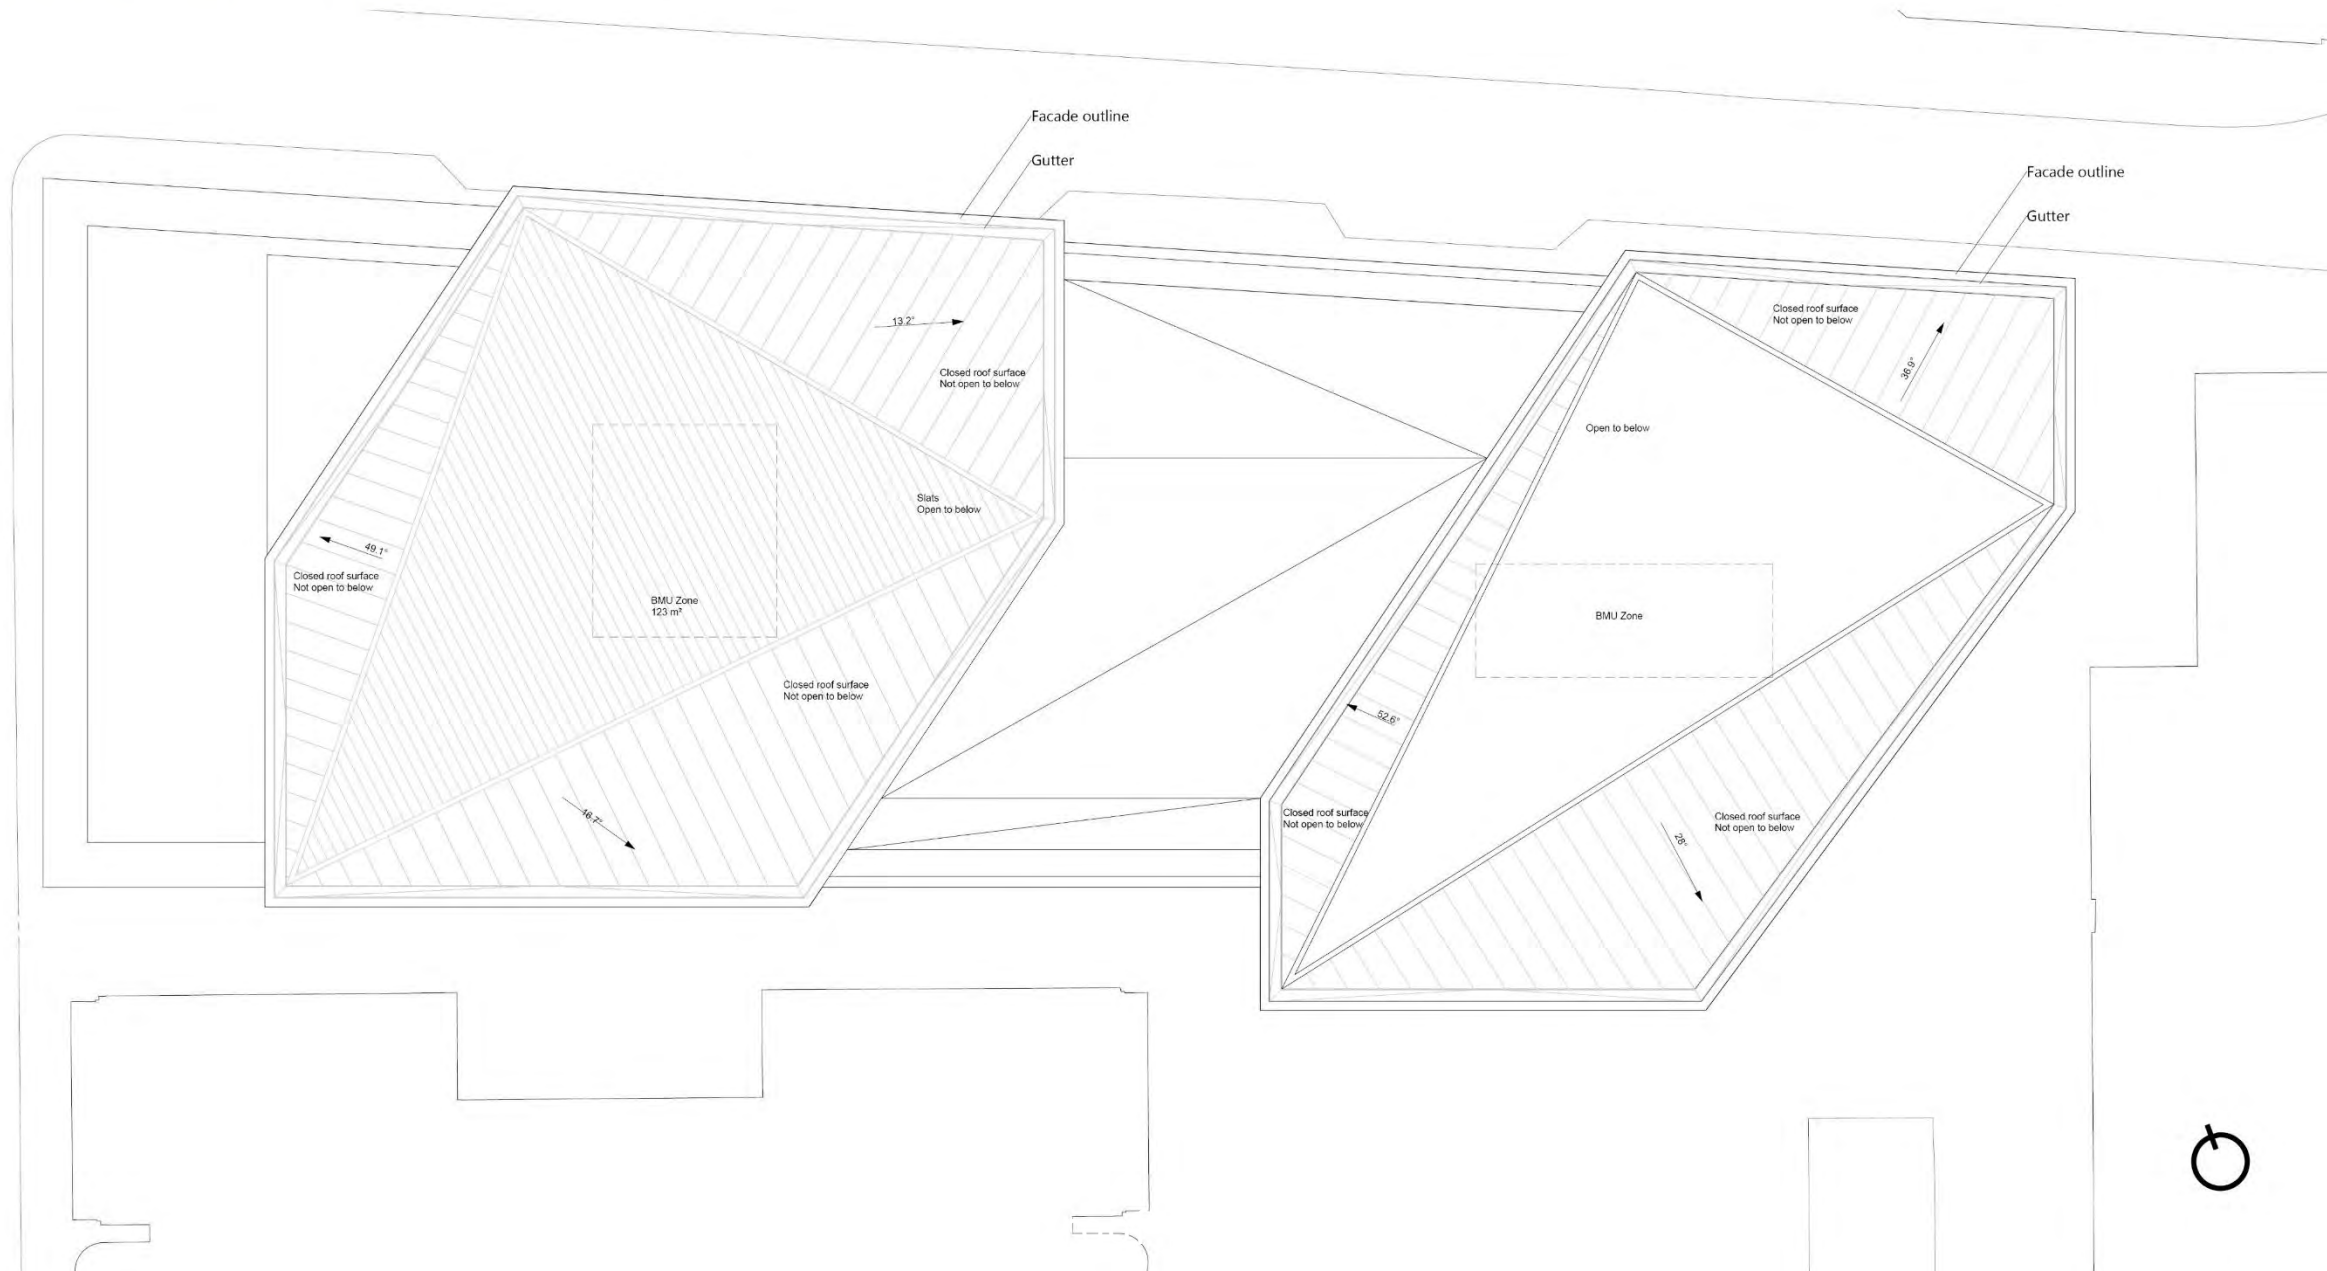 Facade outline
Gutter
Facade outline
Gutter
13.2°
Closed roof surface
Not open to below
Slats
Open to below
49.1°
Closed roof surface
Not open to below
BMU Zone
123 m²
Closed roof surface
Not open to below
16.7°
Closed roof surface
Not open to below
36.9°
Open to below
BMU Zone
52.6°
Closed roof surface
Not open to below
Closed roof surface
Not open to below
28°